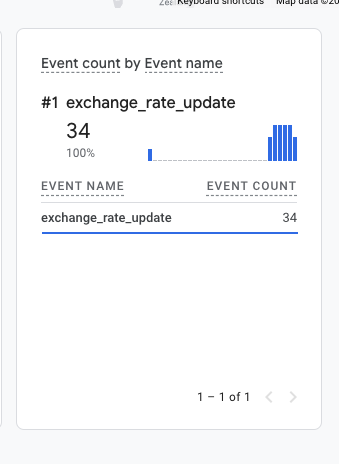 Keyboard shortcuts Map data ©20
Event count by Event name
#1 exchange_rate_update
34
100%
EVENT NAME EVENT COUNT
exchange_rate_update 34
1 – 1 of 1